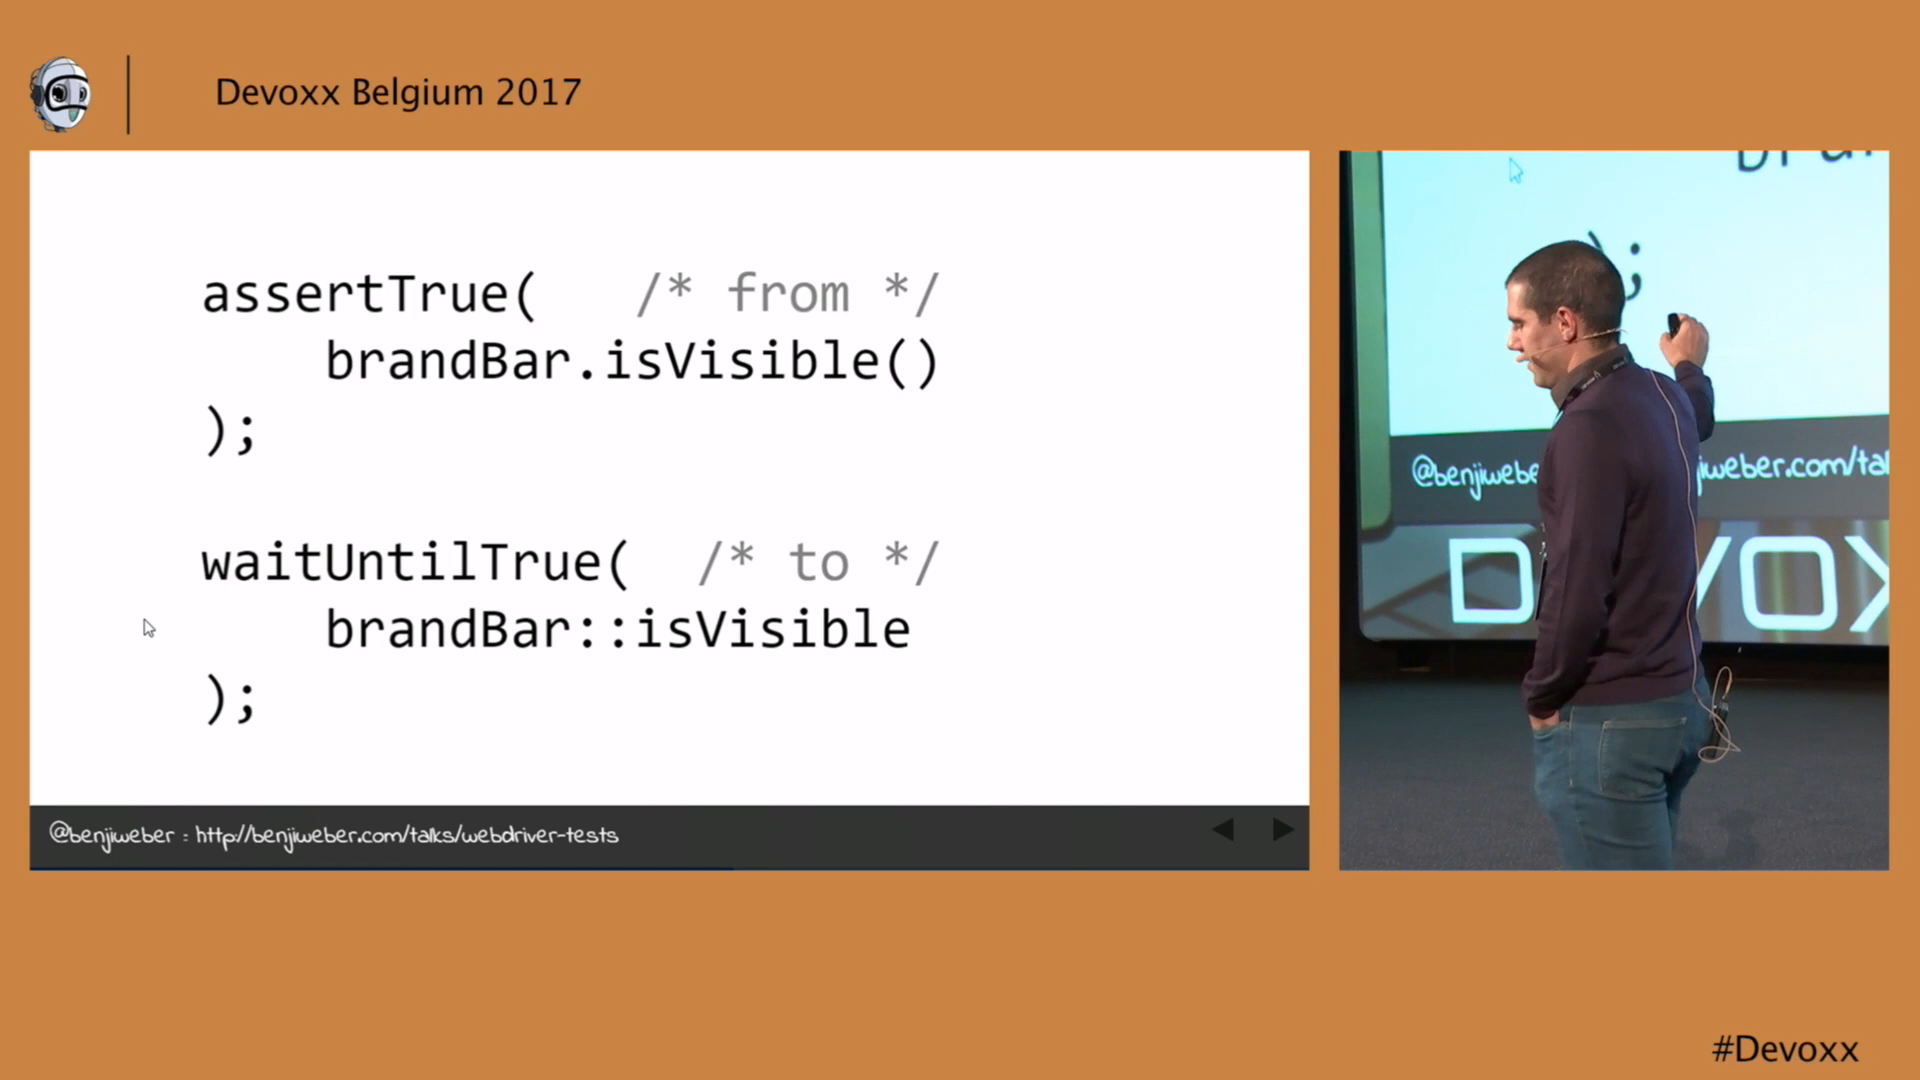 Devoxx Belgium 2017
assertTrue(   /* from */
    brandBar.isVisible()
);
waitUntilTrue(  /* to */
    brandBar::isVisible
);
@benjiweber : http://benjiweber.com/talks/webdriver-tests
);
@benjiwebe jiweber.com/tal
#Devoxx